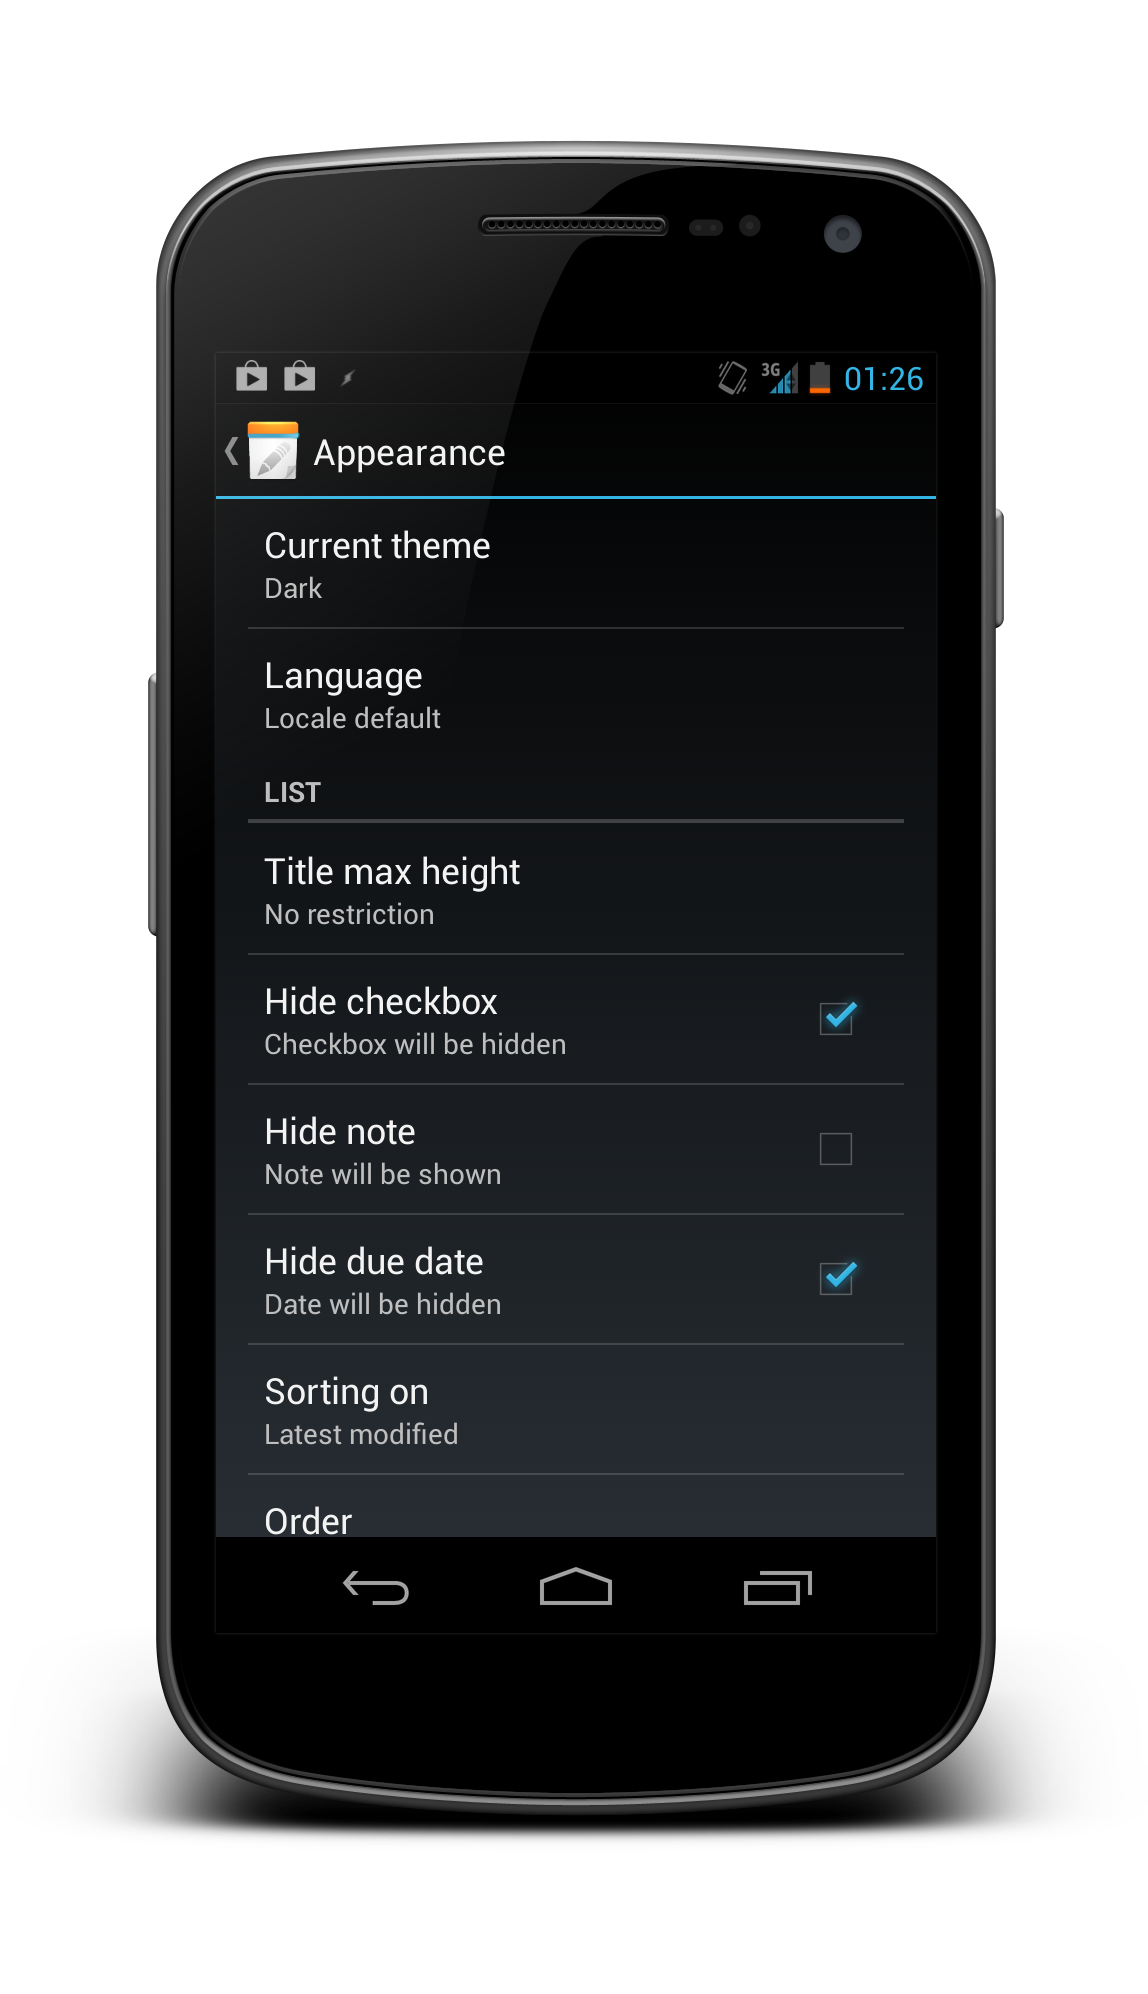 3G 01:26
Appearance
Current theme
Dark
Language
Locale default
LIST
Title max height
No restriction
Hide checkbox
Checkbox will be hidden
Hide note
Note will be shown
Hide due date
Date will be hidden
Sorting on
Latest modified
Order